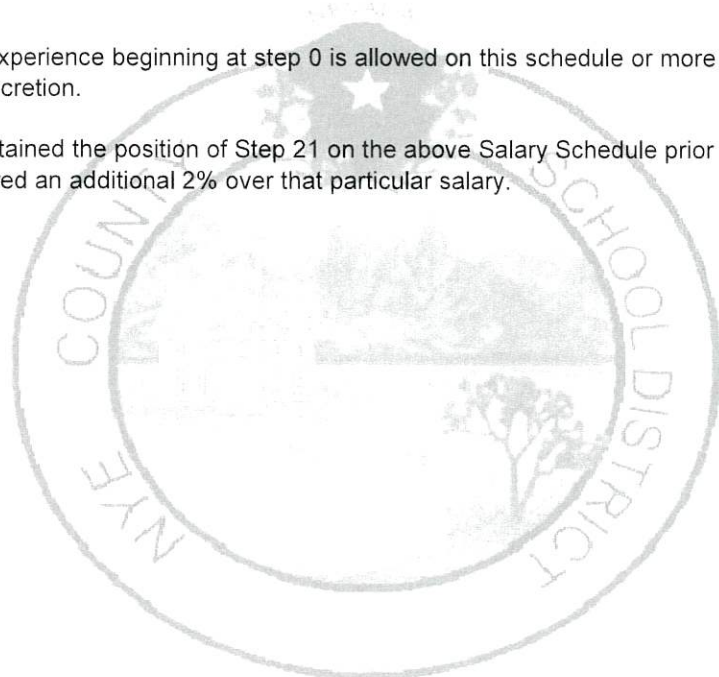 xperience beginning at step 0 is allowed on this schedule or more
cretion.
tained the position of Step 21 on the above Salary Schedule prior
ed an additional 2% over that particular salary.
NYE COUNTY SCHOOL DISTRICT